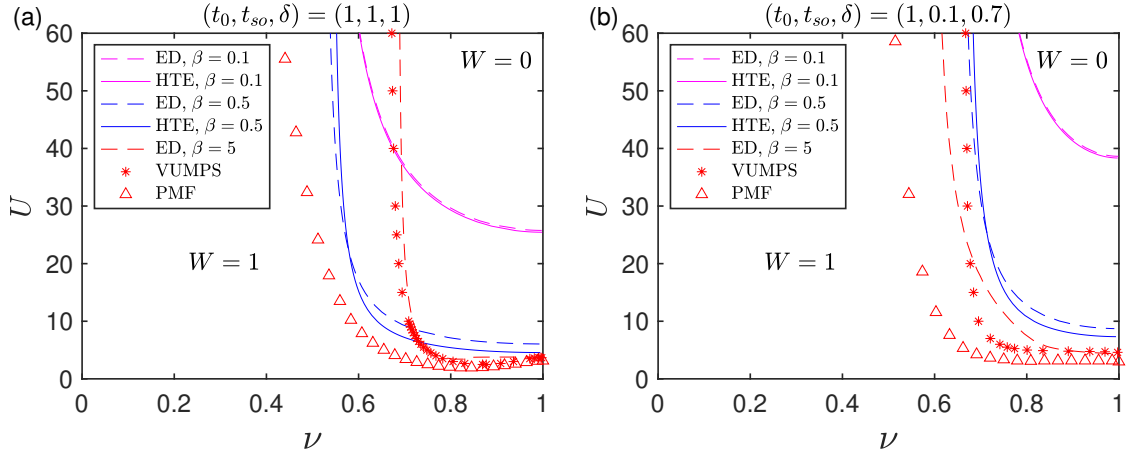 (a)
(t₀, tₛₒ, δ) = (1, 1, 1)
60
50
40
30
20
10
0
U
ED, β = 0.1
HTE, β = 0.1
ED, β = 0.5
HTE, β = 0.5
ED, β = 5
VUMPS
PMF
W = 0
W = 1
0 0.2 0.4 0.6 0.8 1
ν
(b)
(t₀, tₛₒ, δ) = (1, 0.1, 0.7)
60
50
40
30
20
10
0
U
ED, β = 0.1
HTE, β = 0.1
ED, β = 0.5
HTE, β = 0.5
ED, β = 5
VUMPS
PMF
W = 0
W = 1
0 0.2 0.4 0.6 0.8 1
ν